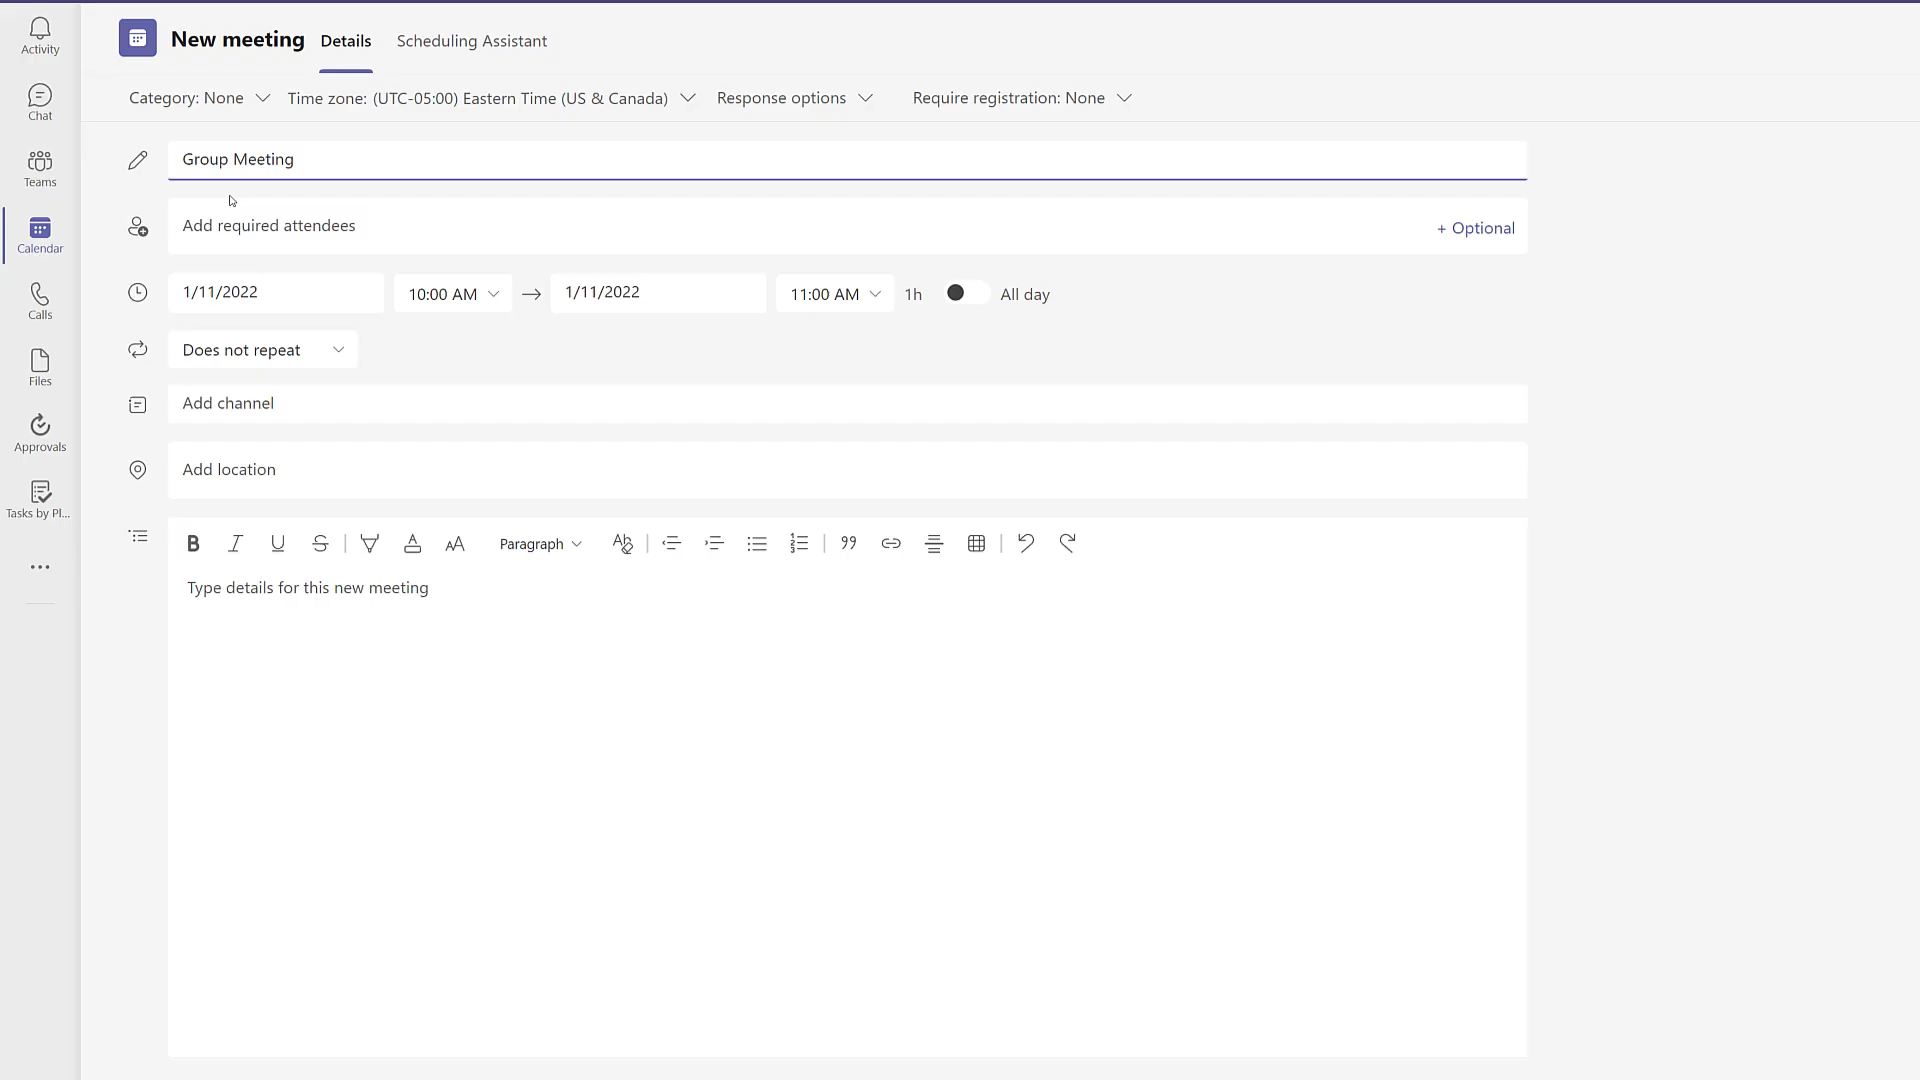 Activity
Chat
Teams
Calendar
Calls
Files
Approvals
Tasks by Pl...
New meeting
Details
Scheduling Assistant
Category: None
Time zone: (UTC-05:00) Eastern Time (US & Canada)
Response options
Require registration: None
Group Meeting
Add required attendees
+ Optional
1/11/2022
10:00 AM
1/11/2022
11:00 AM
1h
All day
Does not repeat
Add channel
Add location
Paragraph
Type details for this new meeting